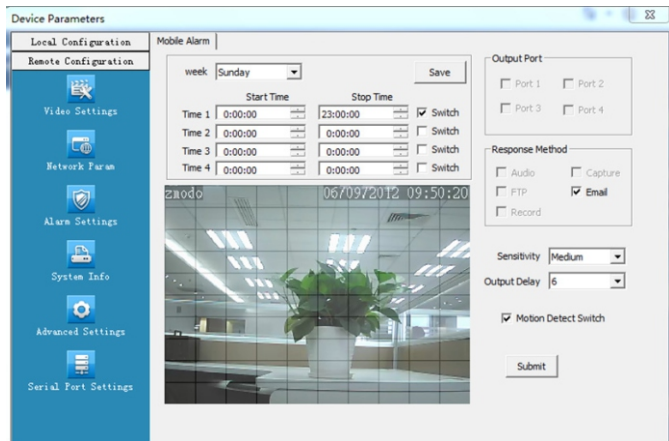 Device Parameters
Local Configuration
Remote Configuration
Video Settings
Network Param
Alarm Settings
System Info
Advanced Settings
Serial Port Settings
Mobile Alarm
week Sunday Save
Start Time Stop Time
Time 1 0:00:00 23:00:00 Switch
Time 2 0:00:00 0:00:00 Switch
Time 3 0:00:00 0:00:00 Switch
Time 4 0:00:00 0:00:00 Switch
zmodo 06/09/2012 09:50:20
Output Port
Port 1 Port 2
Port 3 Port 4
Response Method
Audio Capture
FTP Email
Record
Sensitivity Medium
Output Delay 6
Motion Detect Switch
Submit